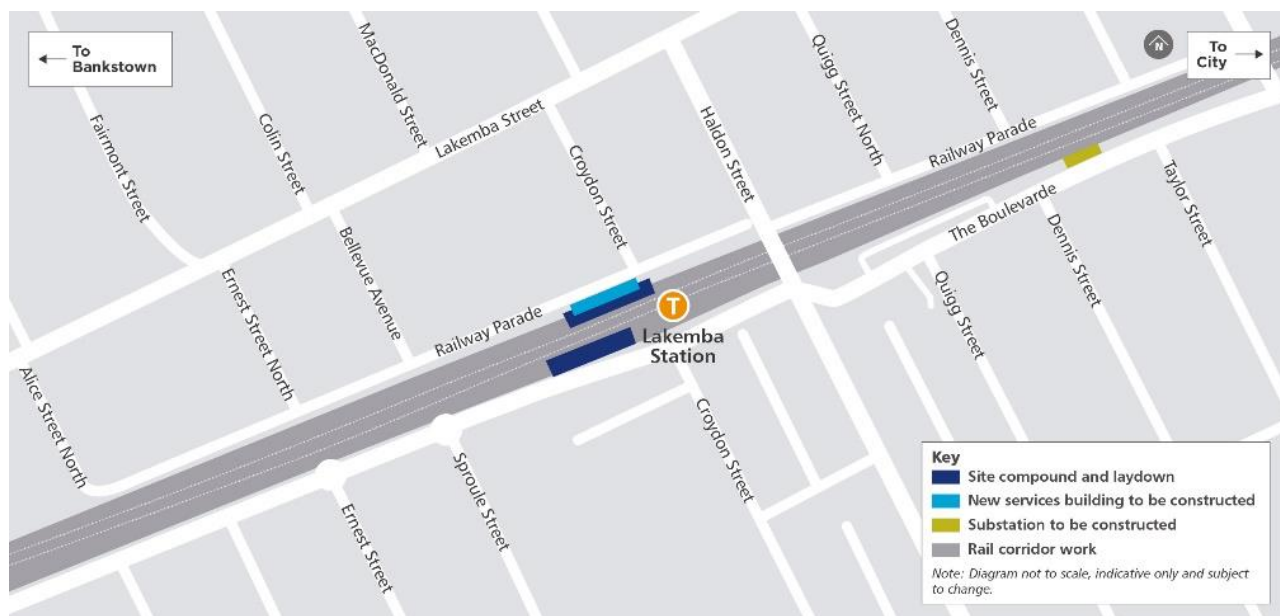 To
Bankstown
N
To
City
Fairmont Street
Colin Street
MacDonald Street
Lakemba Street
Croydon Street
Haldon Street
Quigg Street North
Dennis Street
Railway Parade
The Boulevarde
Taylor Street
Dennis Street
Quigg Street
Bellevue Avenue
Ernest Street North
Alice Street North
Railway Parade
T
Lakemba
Station
Croydon Street
Sproule Street
Ernest Street
Key
Site compound and laydown
New services building to be constructed
Substation to be constructed
Rail corridor work
Note: Diagram not to scale, indicative only and subject
to change.